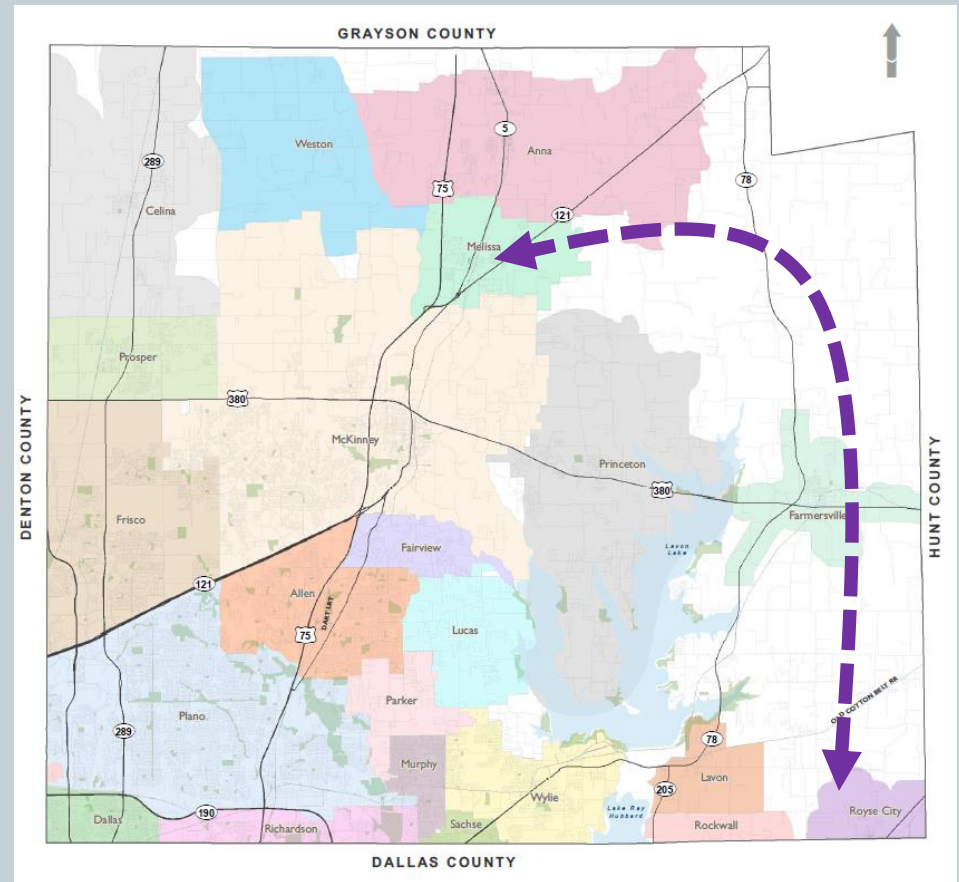 GRAYSON COUNTY
5
Weston
Anna
289
75
78
Celina
121
Melissa
Prosper
380
DENTON COUNTY
McKinney
HUNT COUNTY
Princeton
380
Frisco
Farmersville
Fairview
Lavon
Lake
121
Allen
DART LRT
75
Lucas
OLD COTTON BELT RR
Parker
Plano
289
78
Murphy
Lavon
205
Wylie
190
Lake Ray
Hubbard
Royse City
Dallas
Richardson
Sachse
Rockwall
DALLAS COUNTY